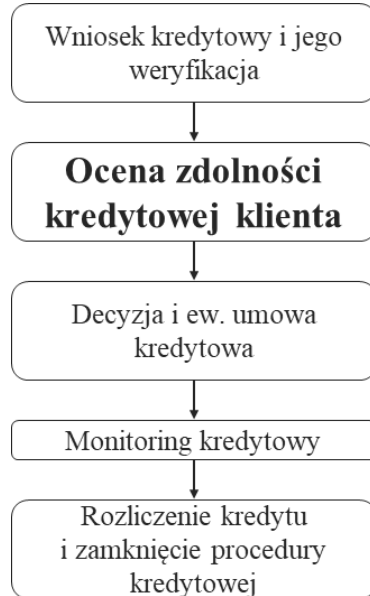 Wniosek kredytowy i jego
weryfikacja
Ocena zdolności
kredytowej klienta
Decyzja i ew. umowa
kredytowa
Monitoring kredytowy
Rozliczenie kredytu
i zamknięcie procedury
kredytowej